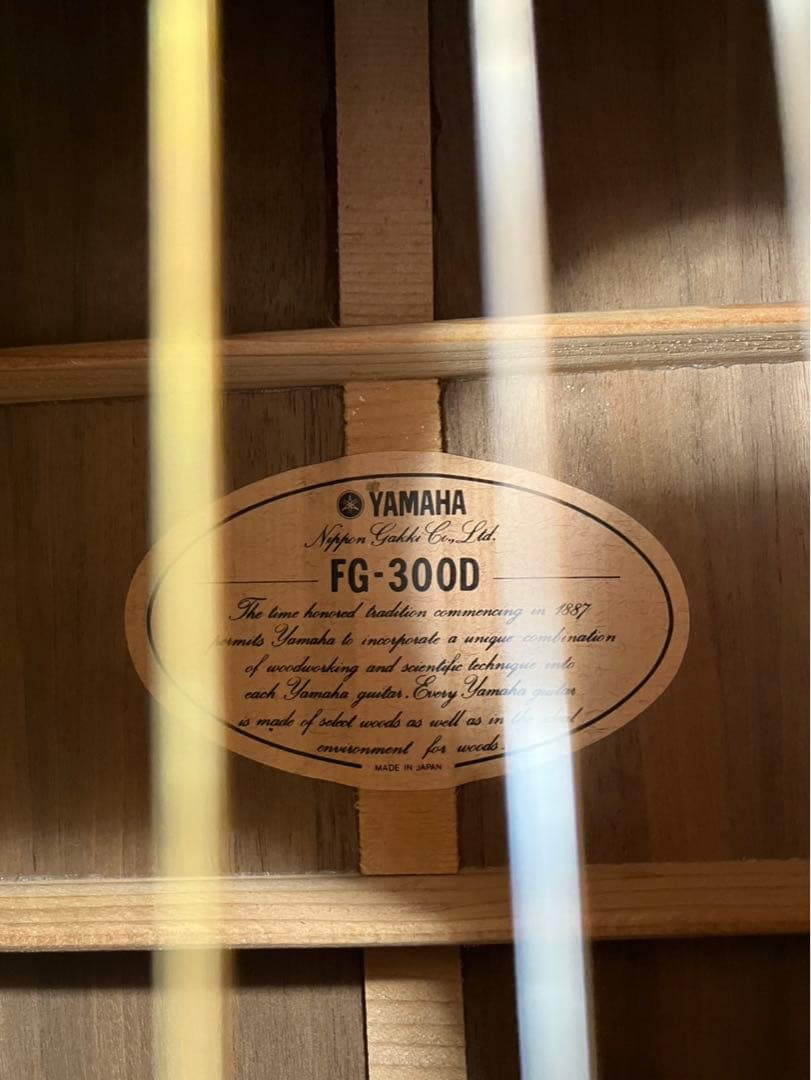 YAMAHA
Nippon Gakki Co., Ltd.
FG-300D
The time honored tradition commencing in 1887
permits Yamaha to incorporate a unique combination
of woodworking and scientific technique into
each Yamaha guitar. Every Yamaha guitar
is made of select woods as well as in the ideal
environment for woods.
MADE IN JAPAN